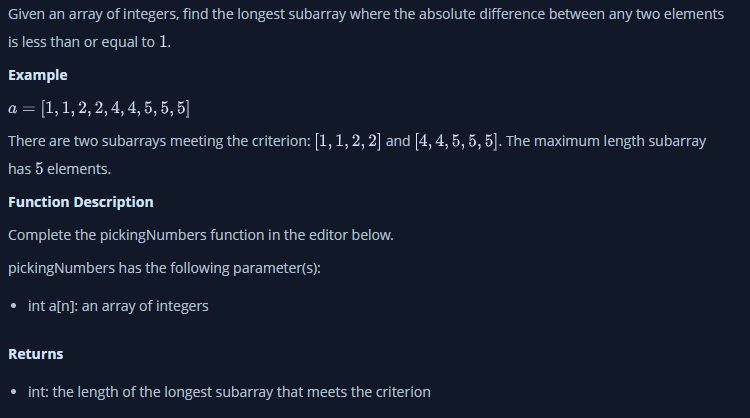 Given an array of integers, find the longest subarray where the absolute difference between any two elements
is less than or equal to 1.
Example
a = [1, 1, 2, 2, 4, 4, 5, 5, 5]
There are two subarrays meeting the criterion: [1, 1, 2, 2] and [4, 4, 5, 5, 5]. The maximum length subarray
has 5 elements.
Function Description
Complete the pickingNumbers function in the editor below.
pickingNumbers has the following parameter(s):
• int a[n]: an array of integers
Returns
• int: the length of the longest subarray that meets the criterion